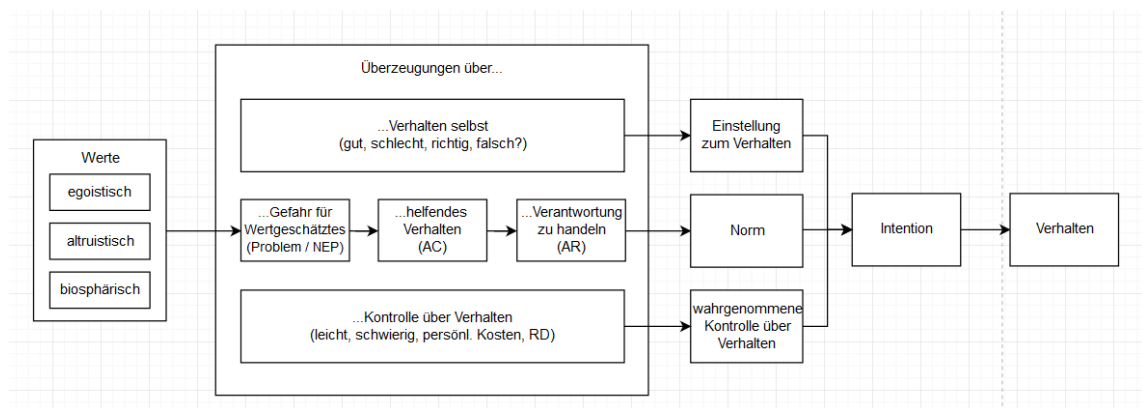 Werte
egoistisch
altruistisch
biosphärisch
Überzeugungen über...
...Verhalten selbst
(gut, schlecht, richtig, falsch?)
...Gefahr für
Wertgeschätztes
(Problem / NEP)
...helfendes
Verhalten
(AC)
...Verantwortung
zu handeln
(AR)
...Kontrolle über Verhalten
(leicht, schwierig, persönl. Kosten, RD)
Einstellung
zum Verhalten
Norm
wahrgenommene
Kontrolle über
Verhalten
Intention
Verhalten